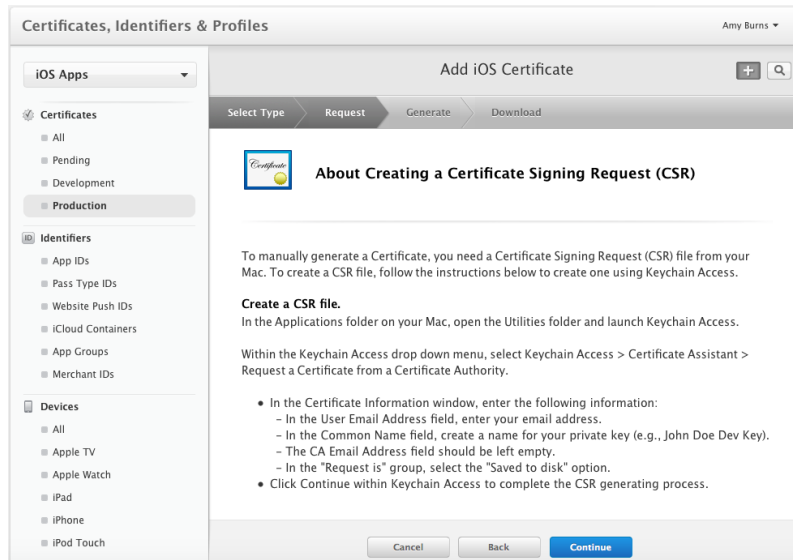 Certificates, Identifiers & Profiles
Amy Burns
iOS Apps
Add iOS Certificate
Certificates
All
Pending
Development
Production
Identifiers
App IDs
Pass Type IDs
Website Push IDs
iCloud Containers
App Groups
Merchant IDs
Devices
All
Apple TV
Apple Watch
iPad
iPhone
iPod Touch
Select Type
Request
Generate
Download
Certificate
About Creating a Certificate Signing Request (CSR)
To manually generate a Certificate, you need a Certificate Signing Request (CSR) file from your
Mac. To create a CSR file, follow the instructions below to create one using Keychain Access.
Create a CSR file.
In the Applications folder on your Mac, open the Utilities folder and launch Keychain Access.
Within the Keychain Access drop down menu, select Keychain Access > Certificate Assistant >
Request a Certificate from a Certificate Authority.
• In the Certificate Information window, enter the following information:
– In the User Email Address field, enter your email address.
– In the Common Name field, create a name for your private key (e.g., John Doe Dev Key).
– The CA Email Address field should be left empty.
– In the "Request is" group, select the "Saved to disk" option.
• Click Continue within Keychain Access to complete the CSR generating process.
Cancel
Back
Continue